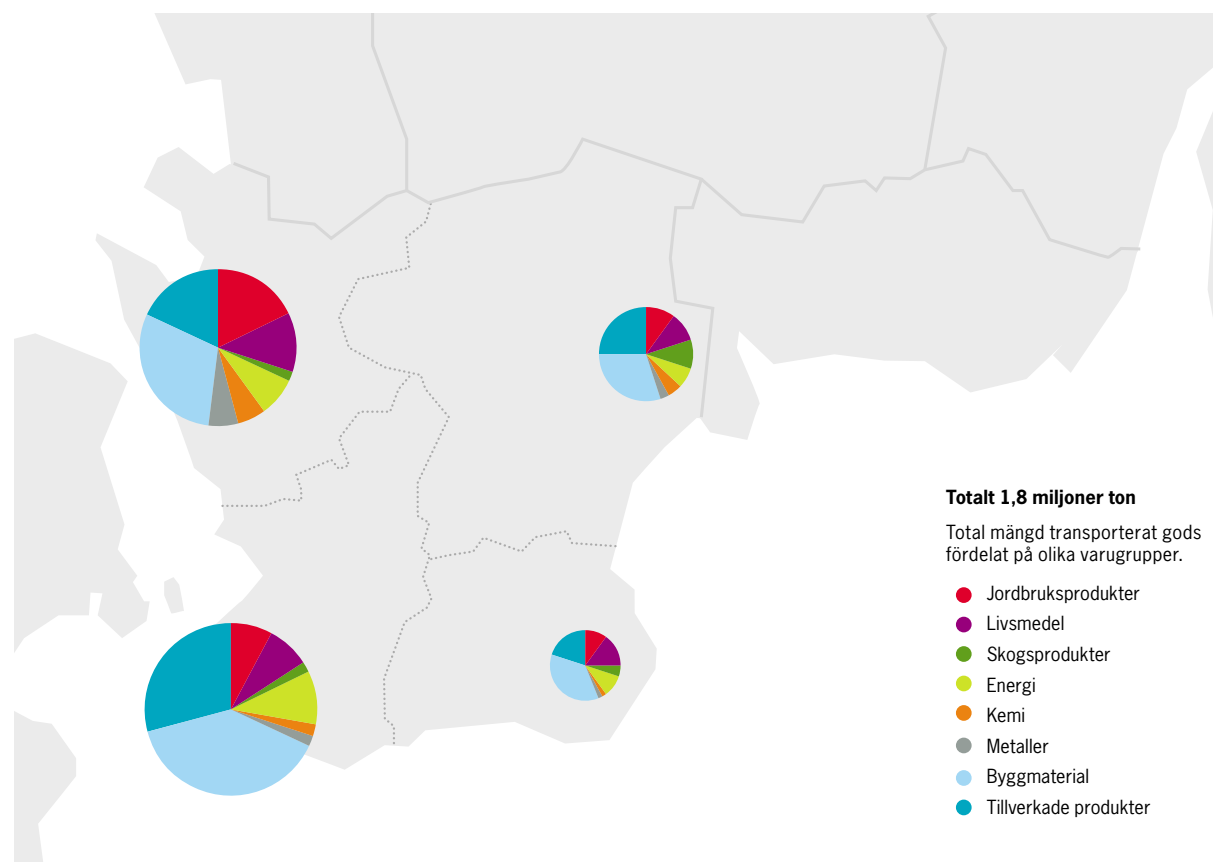 Totalt 1,8 miljoner ton
Total mängd transporterat gods
fördelat på olika varugrupper.
Jordbruksprodukter
Livsmedel
Skogsprodukter
Energi
Kemi
Metaller
Byggmaterial
Tillverkade produkter